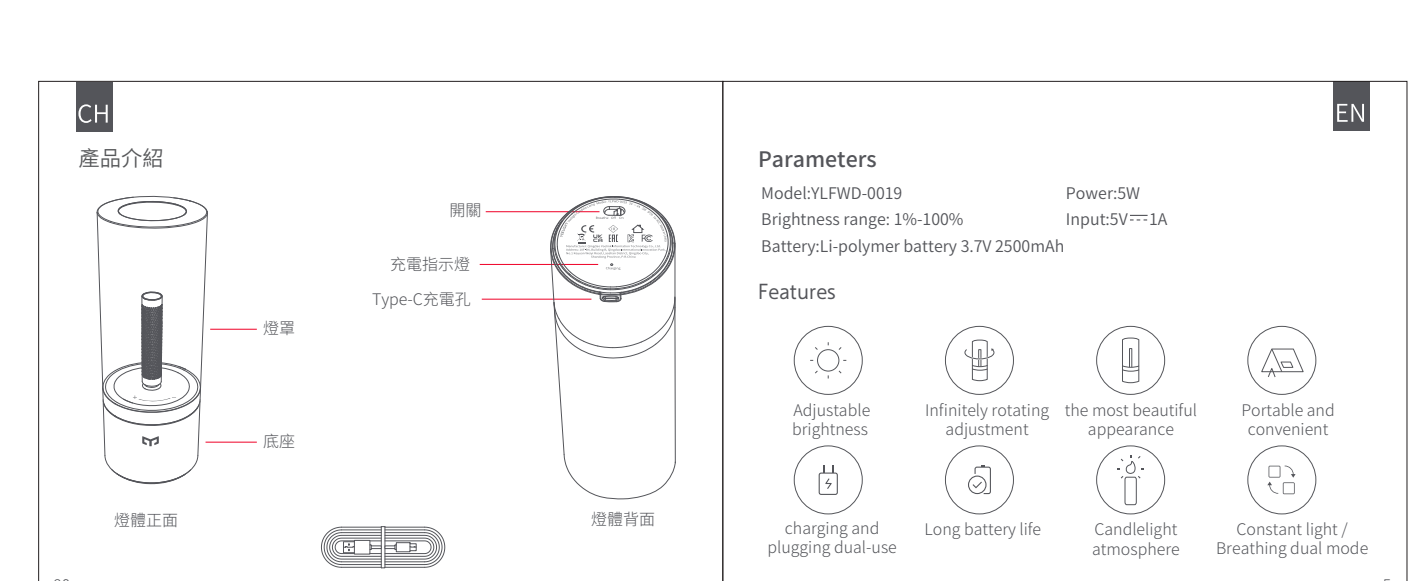 CH
產品介紹
開關
充電指示燈
Type-C充電孔
燈罩
底座
燈體正面
燈體背面
Charging
EN
Parameters
Model:YLFWD-0019
Power:5W
Brightness range: 1%-100%
Input:5V⎓1A
Battery:Li-polymer battery 3.7V 2500mAh
Features
Adjustable
brightness
Infinitely rotating
adjustment
the most beautiful
appearance
Portable and
convenient
charging and
plugging dual-use
Long battery life
Candlelight
atmosphere
Constant light /
Breathing dual mode